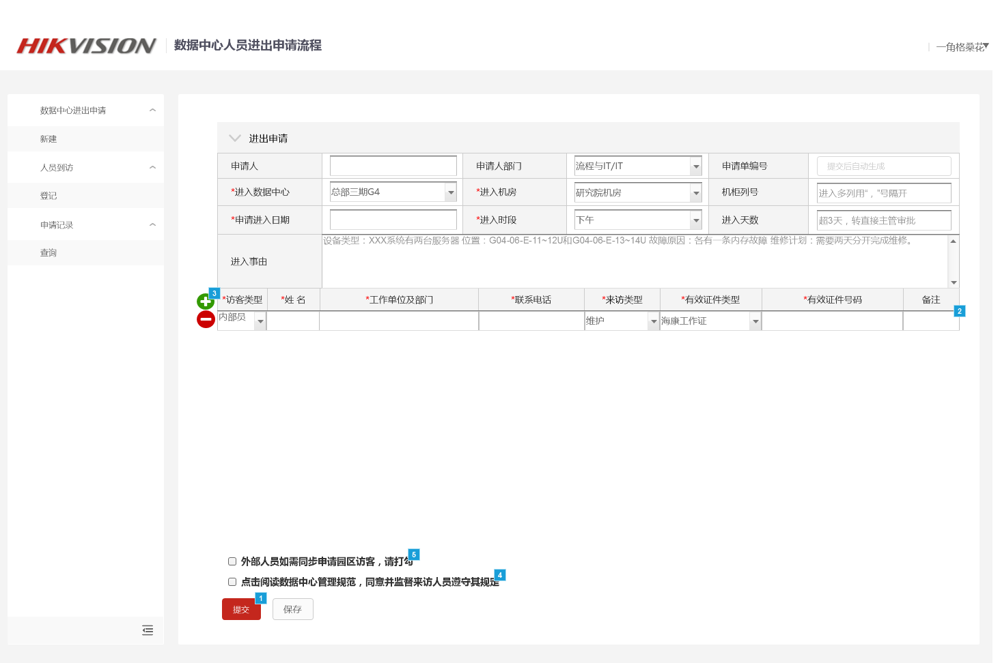 HIKVISION 数据中心人员进出申请流程
一角格桑花
数据中心进出申请
新建
人员到访
登记
申请记录
查询
进出申请
申请人 申请人部门 流程与IT/IT 申请单编号 提交后自动生成
*进入数据中心 总部三期G4 *进入机房 研究院机房 机柜列号 进入多列用“，”号隔开
*申请进入日期 *进入时段 下午 进入天数 超3天，转直接主管审批
进入事由 设备类型：XXX系统有两台服务器 位置：G04-06-E-11~12U和G04-06-E-13~14U 故障原因：各有一条内存故障 维修计划：需要两天分开完成维修。
3 *访客类型 *姓 名 *工作单位及部门 *联系电话 *来访类型 *有效证件类型 *有效证件号码 备注
2
内部员 维护 海康工作证
外部人员如需同步申请园区访客，请打勾 5
点击阅读数据中心管理规范，同意并监督来访人员遵守其规定 4
提交 1 保存